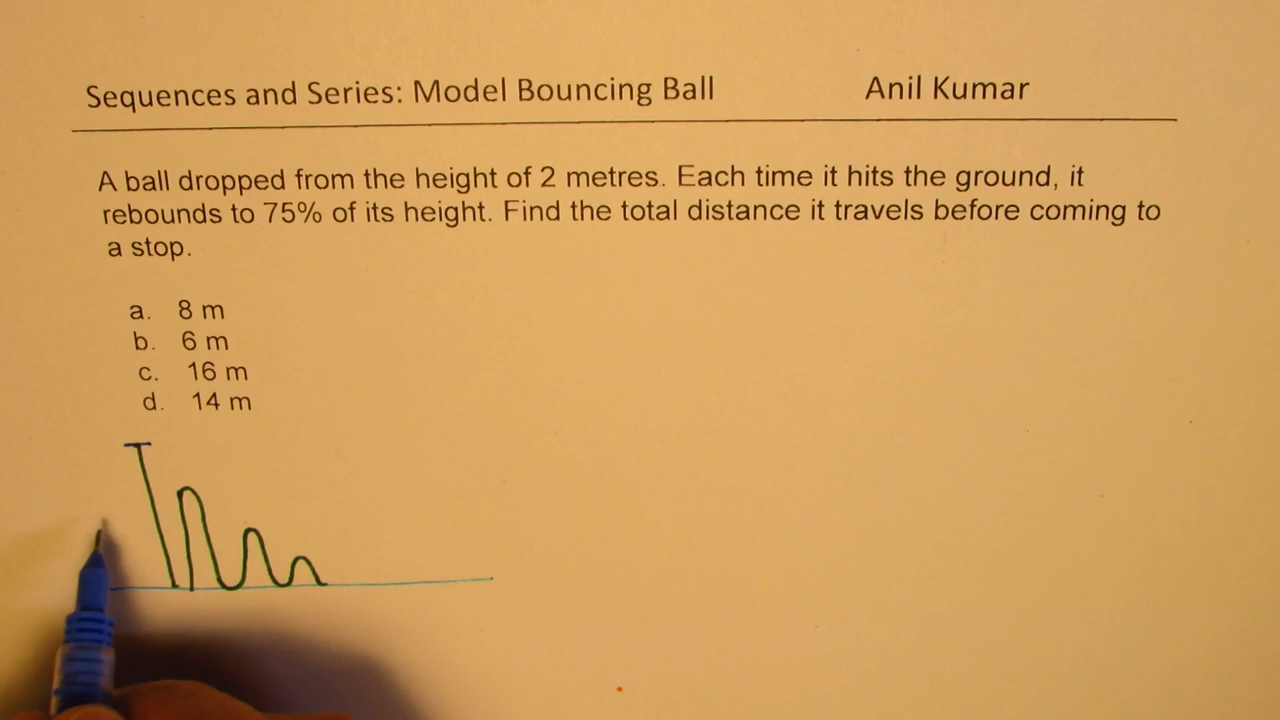 Sequences and Series: Model Bouncing Ball Anil Kumar
A ball dropped from the height of 2 metres. Each time it hits the ground, it
rebounds to 75% of its height. Find the total distance it travels before coming to
a stop.
a. 8 m
b. 6 m
c. 16 m
d. 14 m